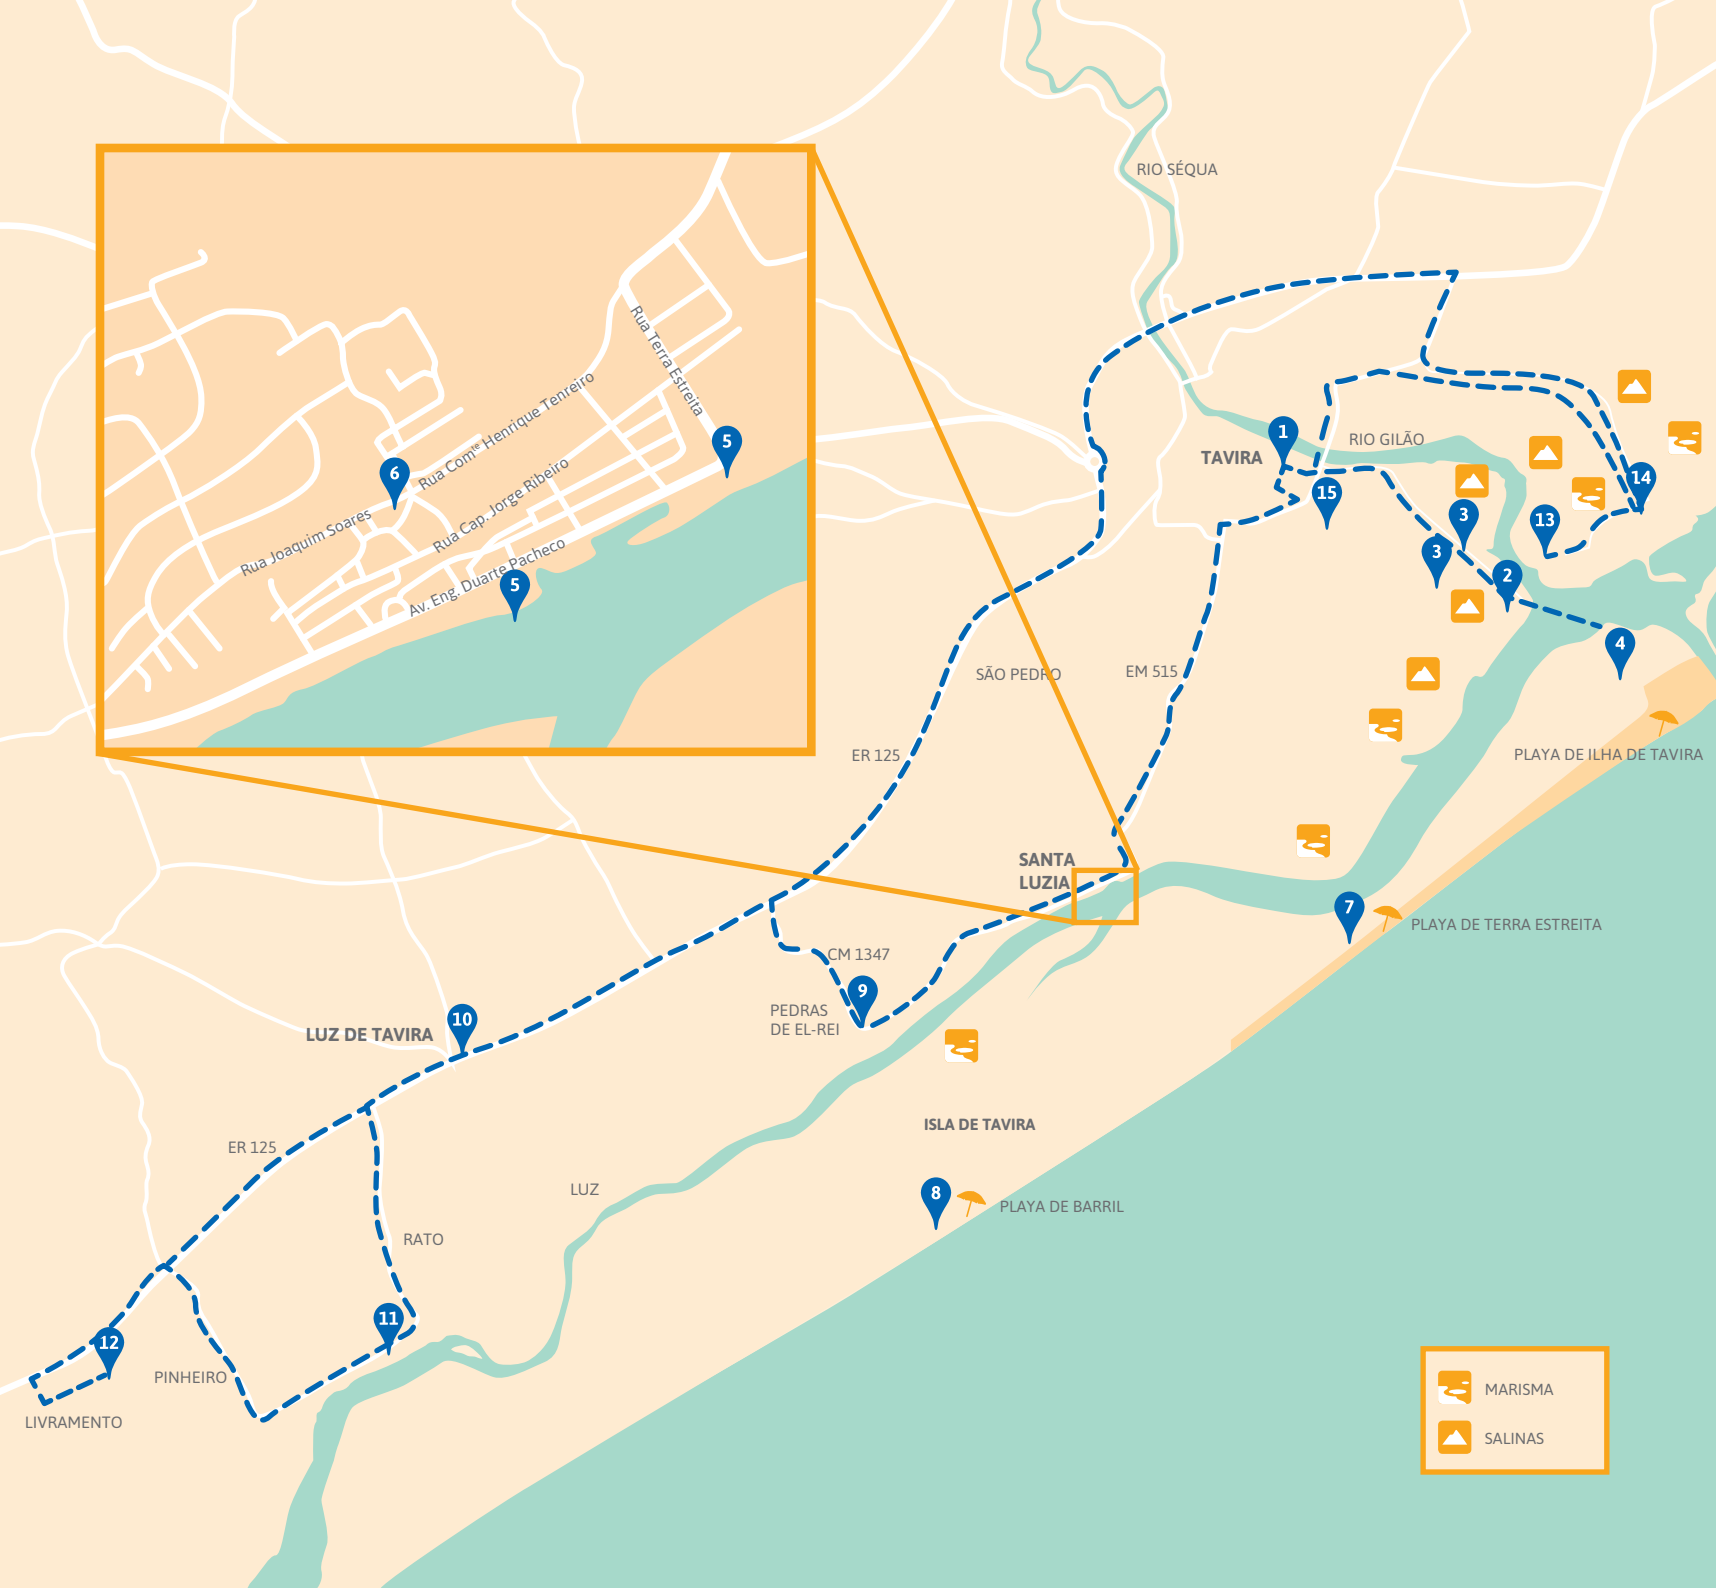 RIO SÉQUA
Rua Terra Estreita
Rua Comte Henrique Tenreiro
5
6
Rua Cap. Jorge Ribeiro
Rua Joaquim Soares
Av. Eng. Duarte Pacheco
5
1
TAVIRA
RIO GILÃO
15
14
3
13
3
2
4
SÃO PEDRO
EM 515
ER 125
PLAYA DE ILHA DE TAVIRA
SANTA
LUZIA
7
PLAYA DE TERRA ESTREITA
CM 1347
9
PEDRAS
DE EL-REI
10
LUZ DE TAVIRA
ISLA DE TAVIRA
ER 125
LUZ
8
PLAYA DE BARRIL
RATO
11
12
PINHEIRO
LIVRAMENTO
MARISMA
SALINAS